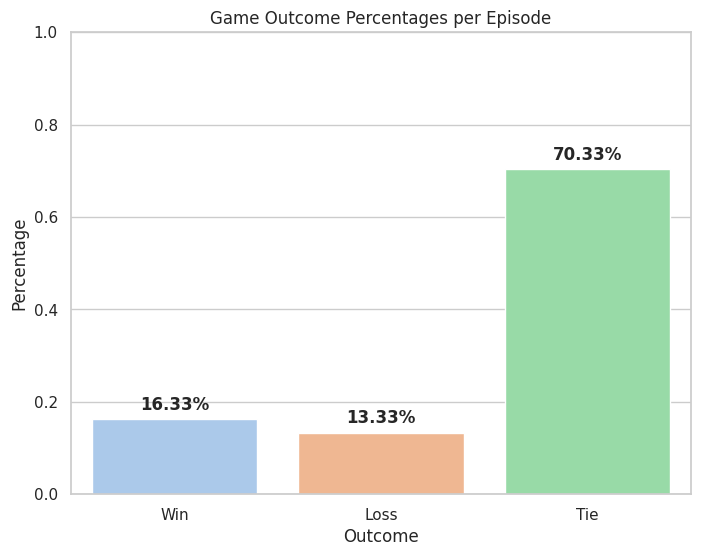 Game Outcome Percentages per Episode
1.0
0.8
0.6
0.4
0.2
0.0
Percentage
16.33%
13.33%
70.33%
Win
Loss
Tie
Outcome